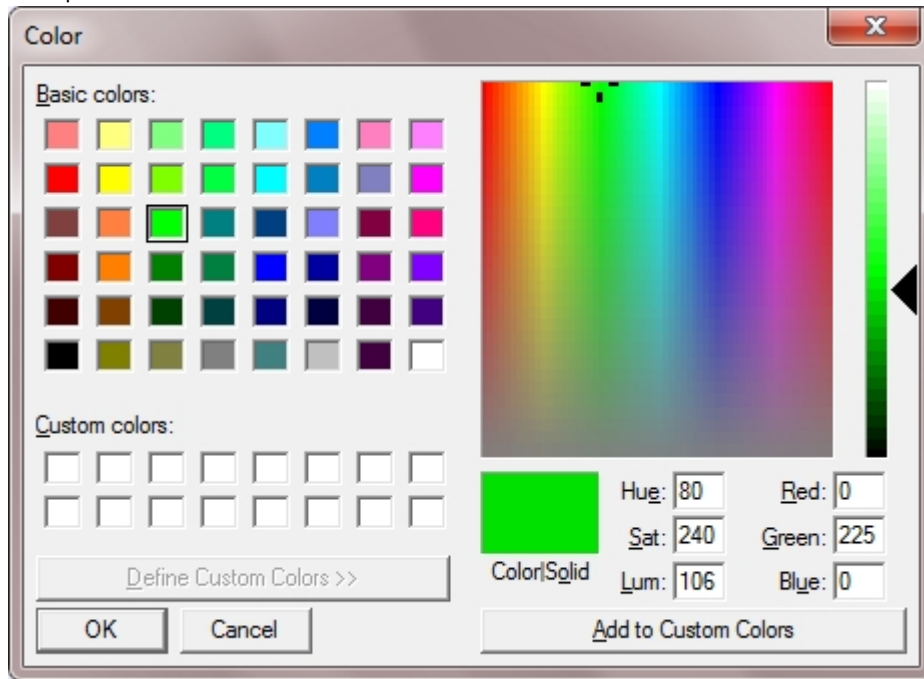 Color
X
Basic colors:
Custom colors:
Define Custom Colors >>
OK Cancel
Color|Solid
Hue: 80 Red: 0
Sat: 240 Green: 225
Lum: 106 Blue: 0
Add to Custom Colors